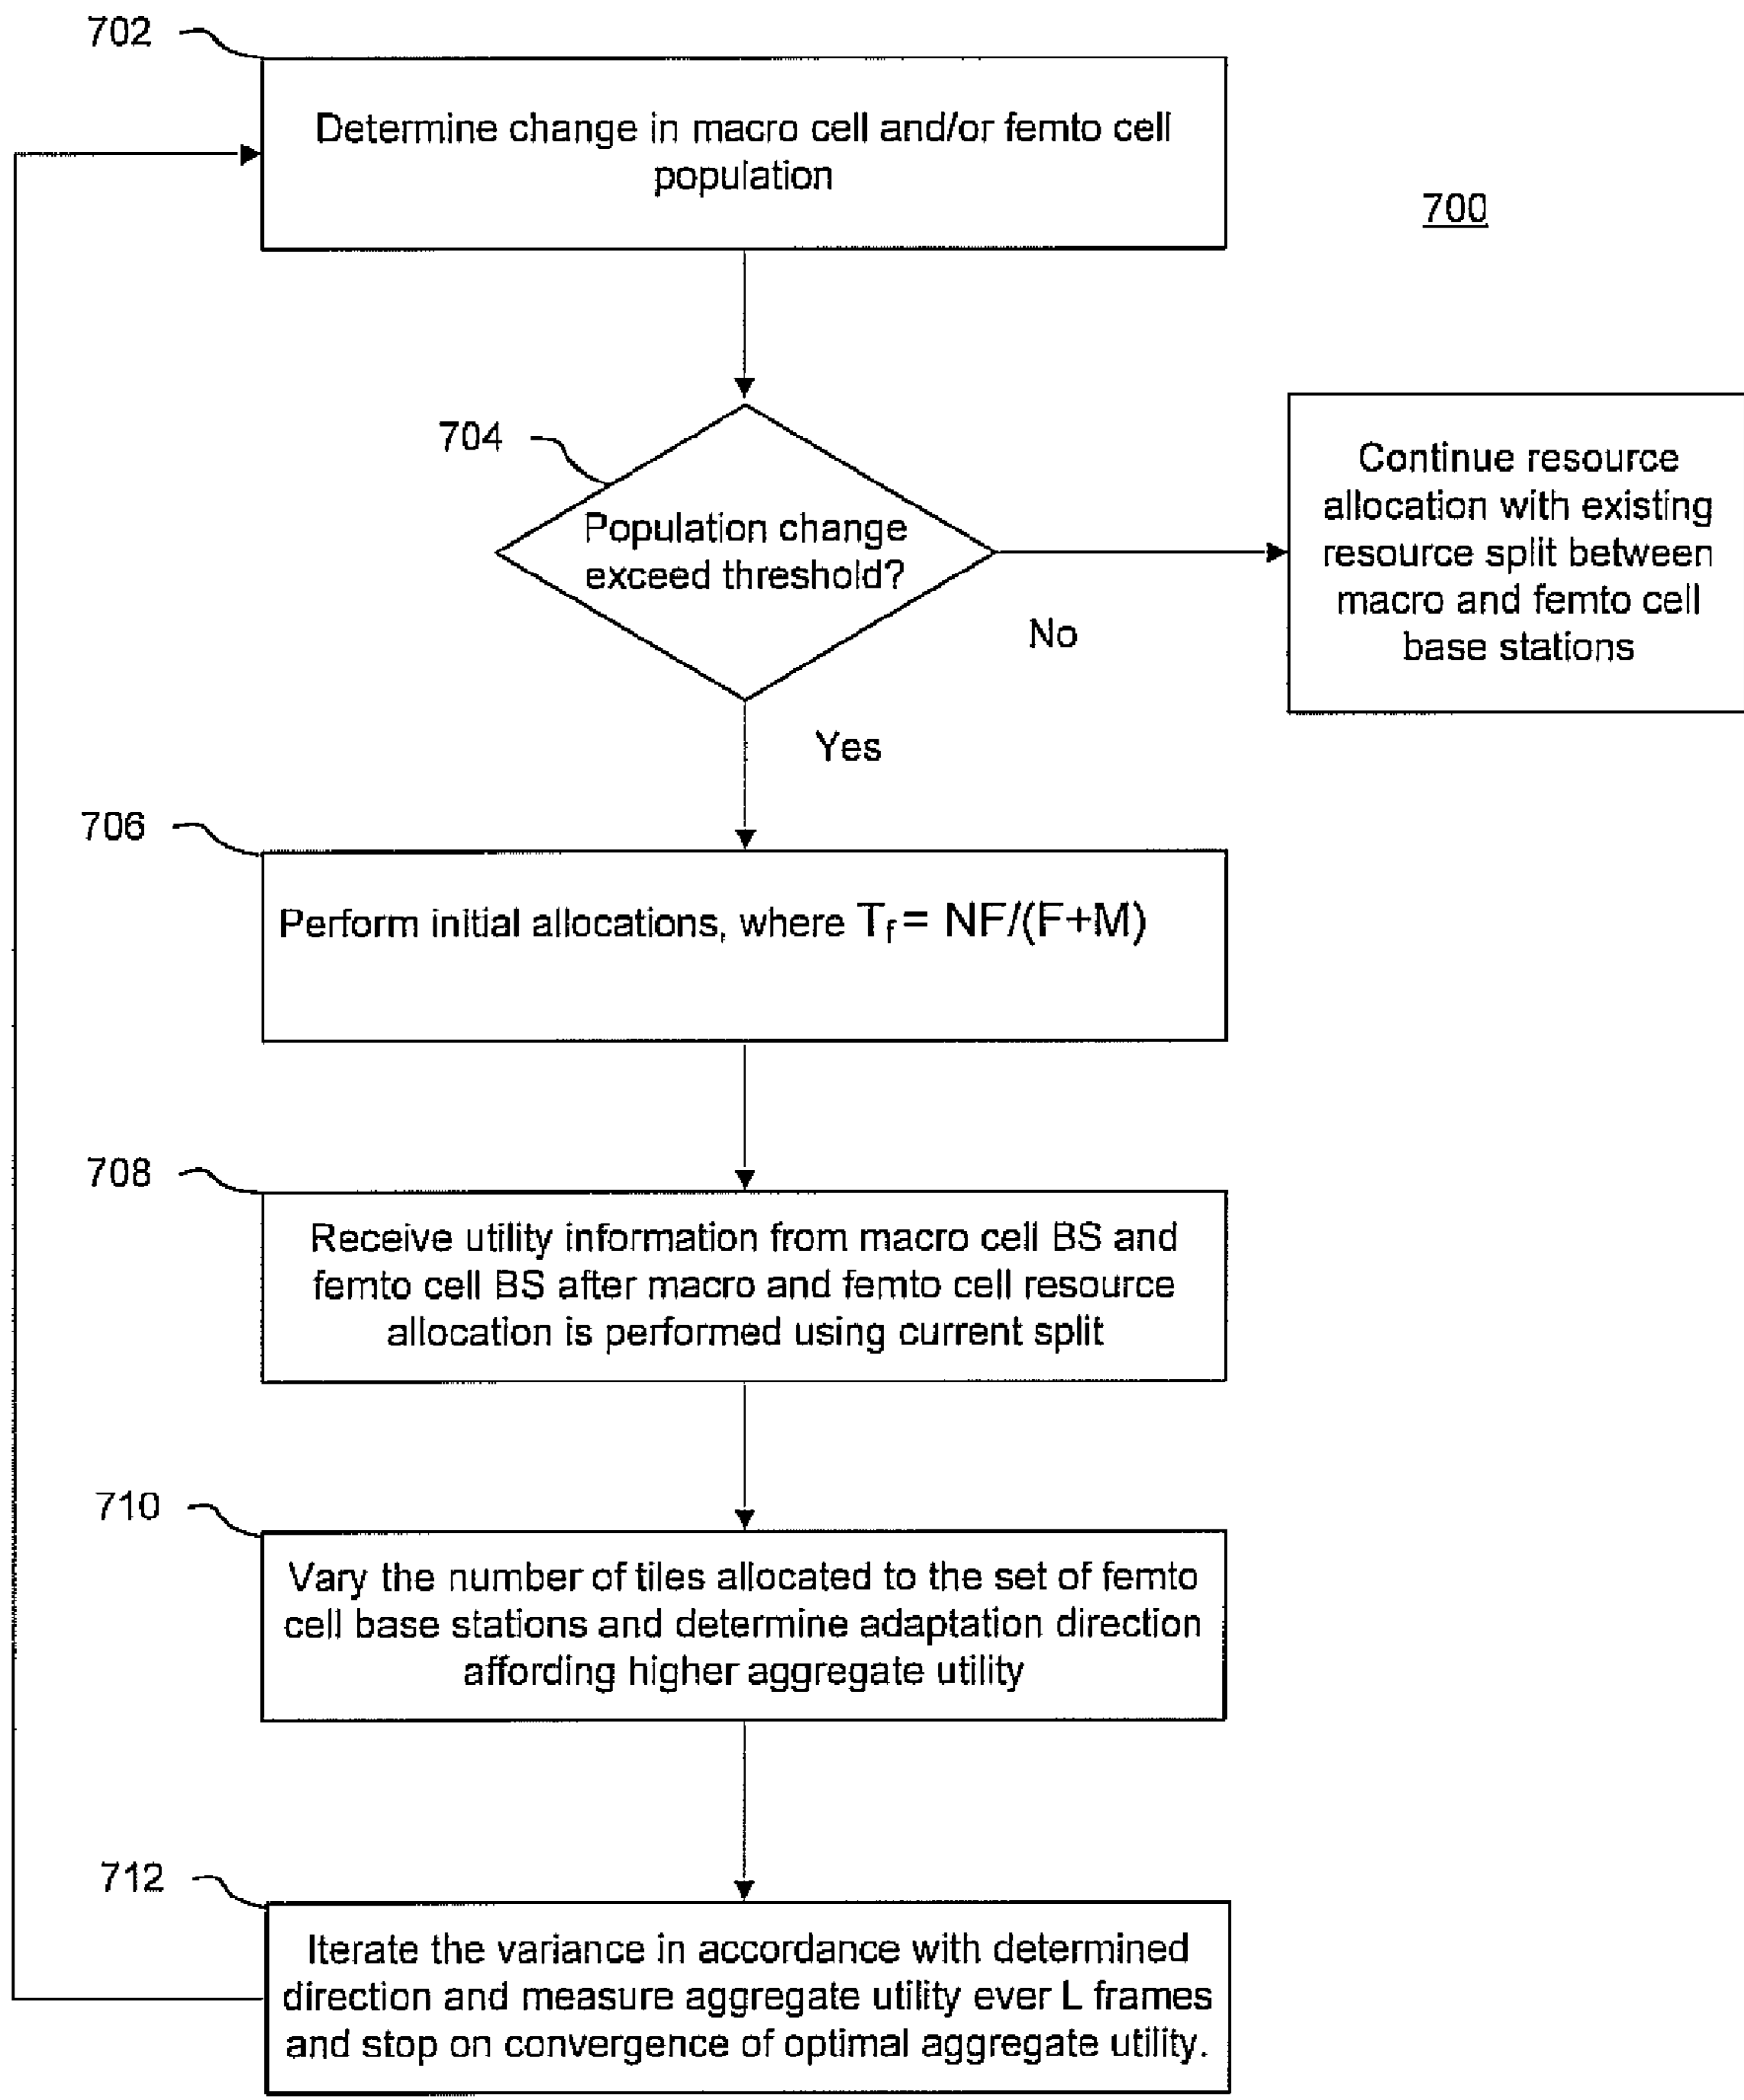 702
Determine change in macro cell and/or femto cell
population
700
704
Population change
exceed threshold?
No
Continue resource
allocation with existing
resource split between
macro and femto cell
base stations
Yes
706
Perform initial allocations, where T_f = NF/(F+M)
708
Receive utility information from macro cell BS and
femto cell BS after macro and femto cell resource
allocation is performed using current split
710
Vary the number of tiles allocated to the set of femto
cell base stations and determine adaptation direction
affording higher aggregate utility
712
Iterate the variance in accordance with determined
direction and measure aggregate utility ever L frames
and stop on convergence of optimal aggregate utility.